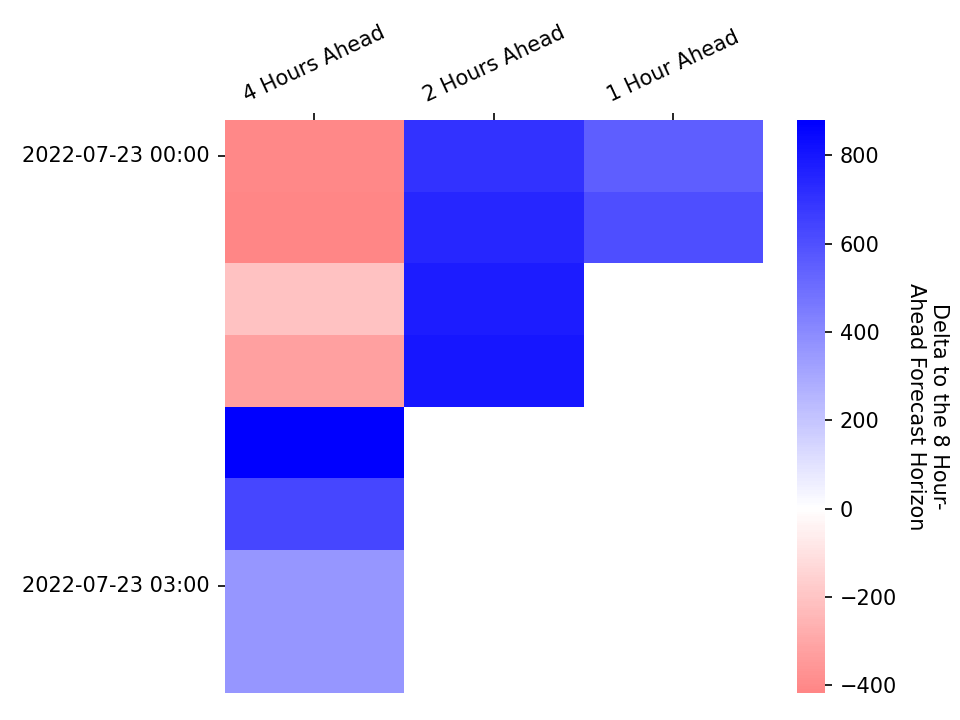 4 Hours Ahead
2 Hours Ahead
1 Hour Ahead
2022-07-23 00:00
2022-07-23 03:00
800
600
400
200
0
−200
−400
Delta to the 8 Hour-
Ahead Forecast Horizon